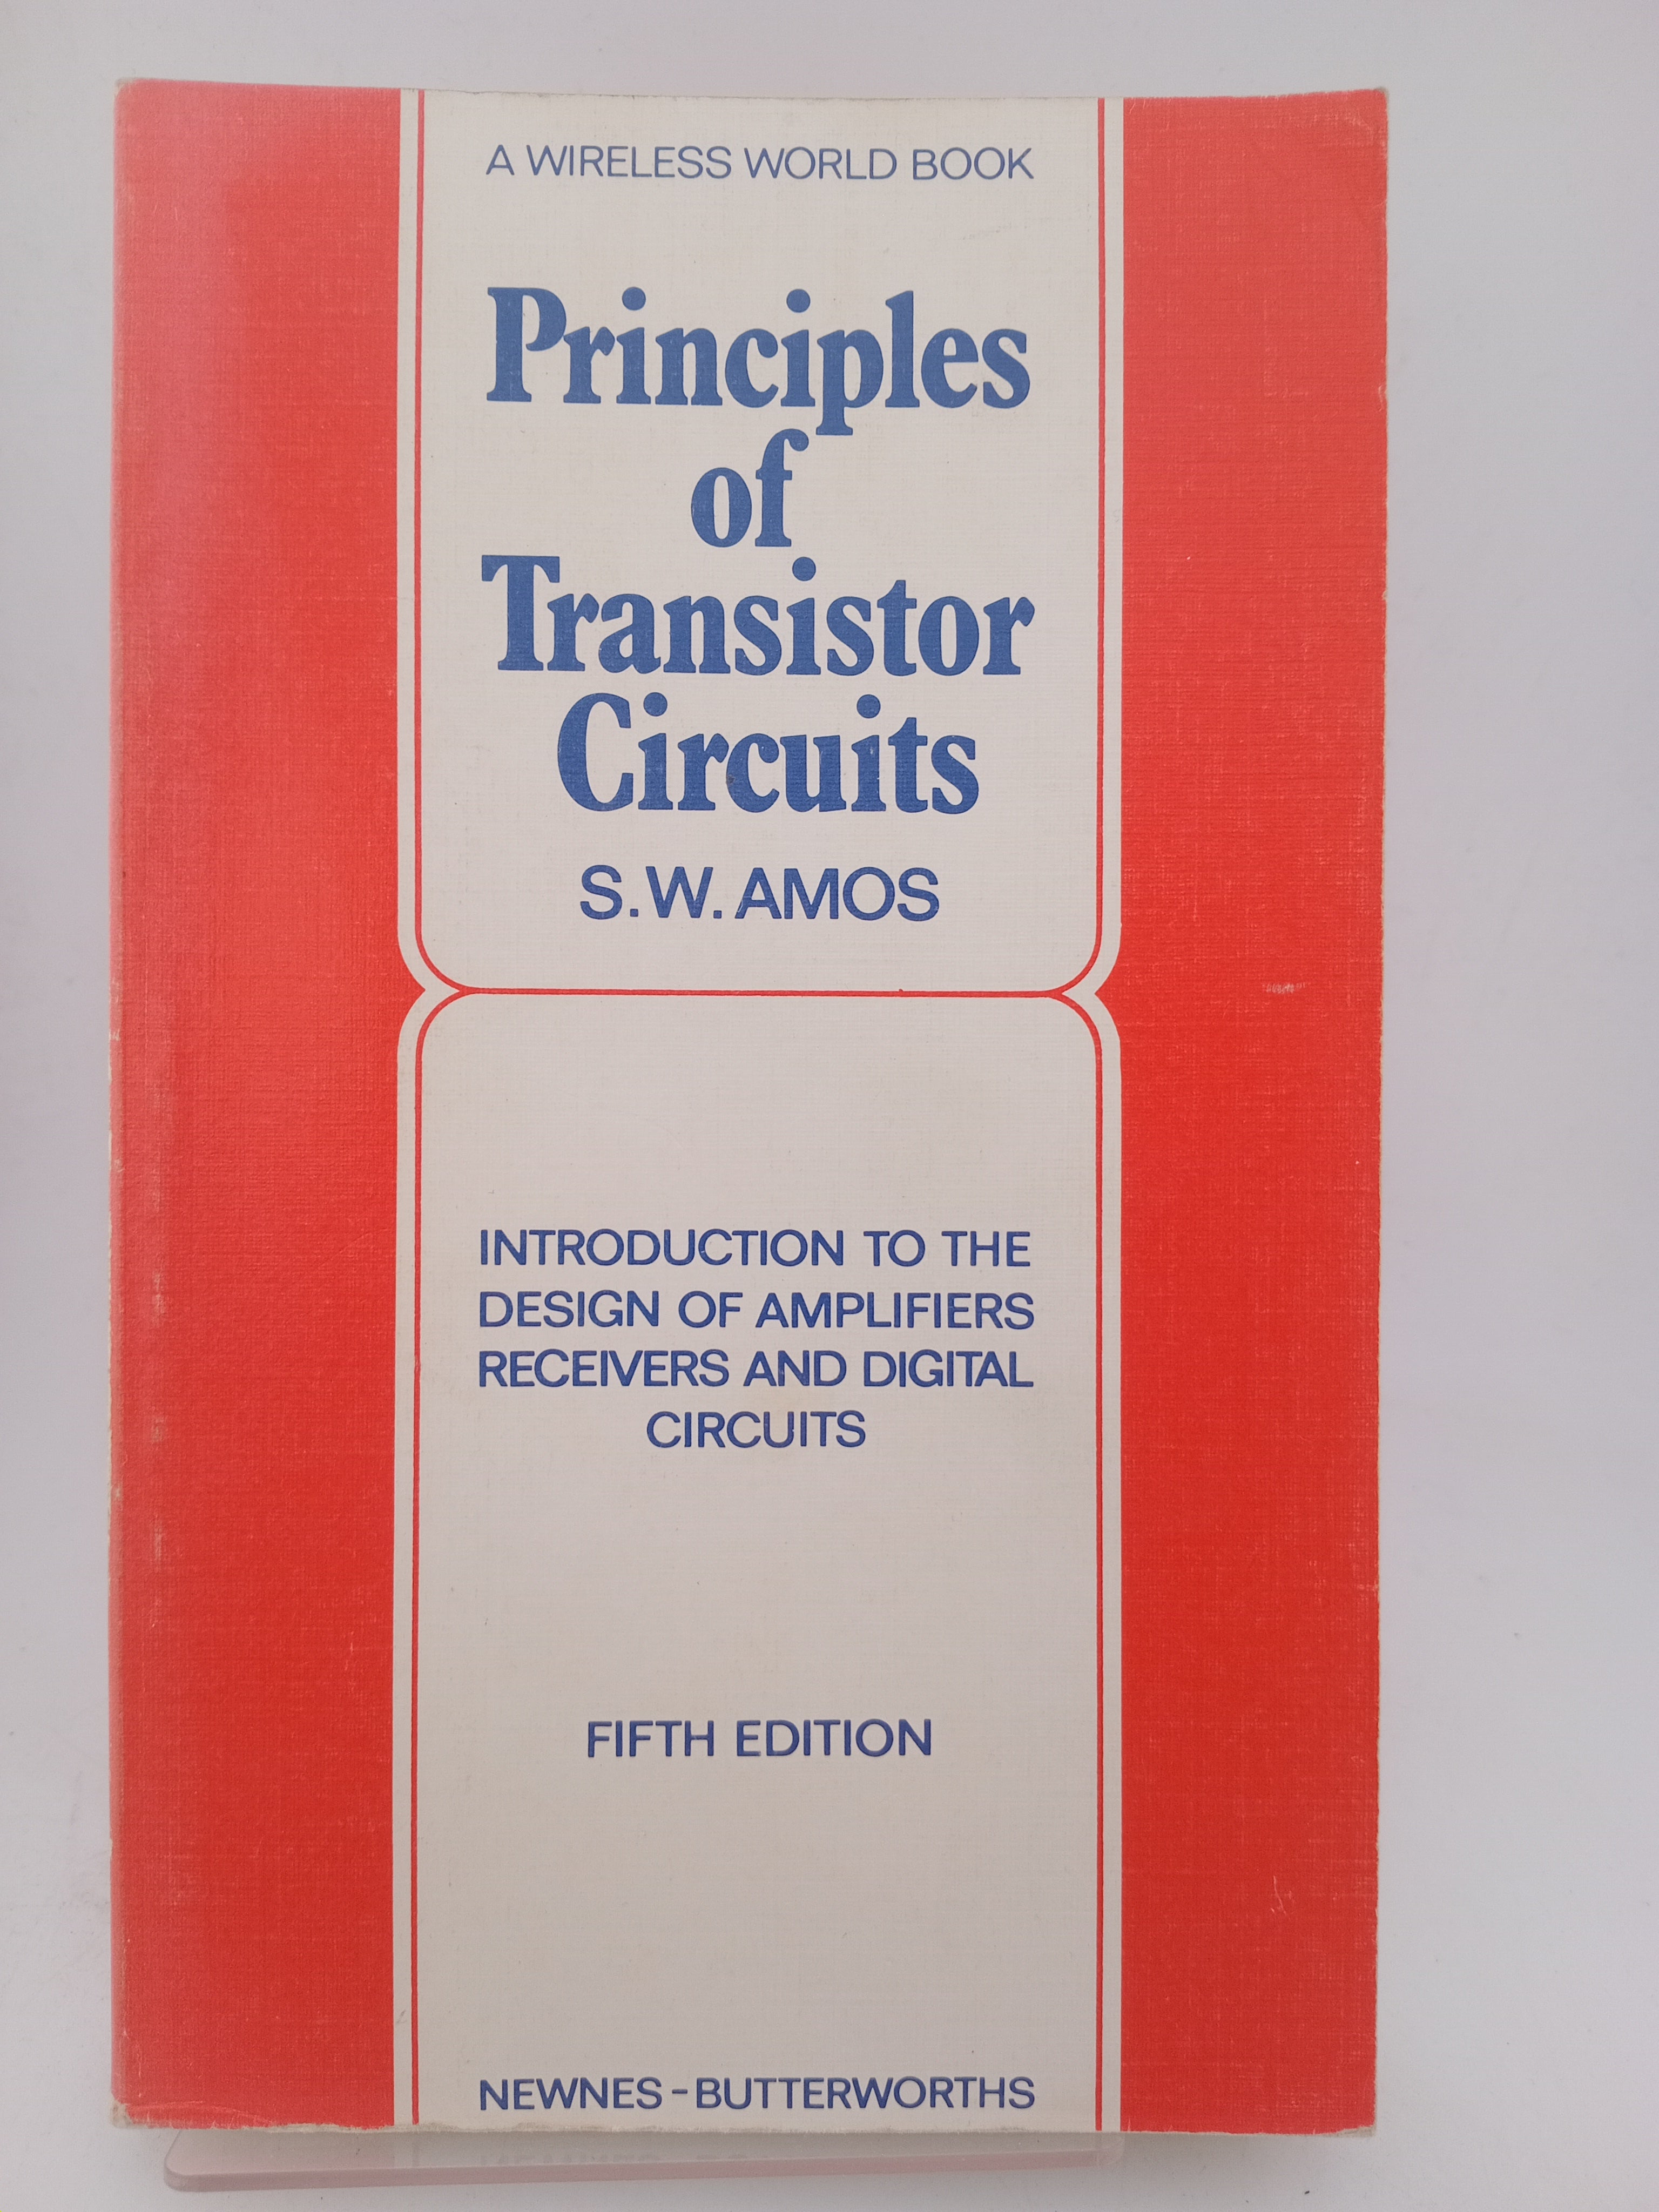 A WIRELESS WORLD BOOK
Principles
of
Transistor
Circuits
S.W. AMOS
INTRODUCTION TO THE
DESIGN OF AMPLIFIERS
RECEIVERS AND DIGITAL
CIRCUITS
FIFTH EDITION
NEWNES-BUTTERWORTHS